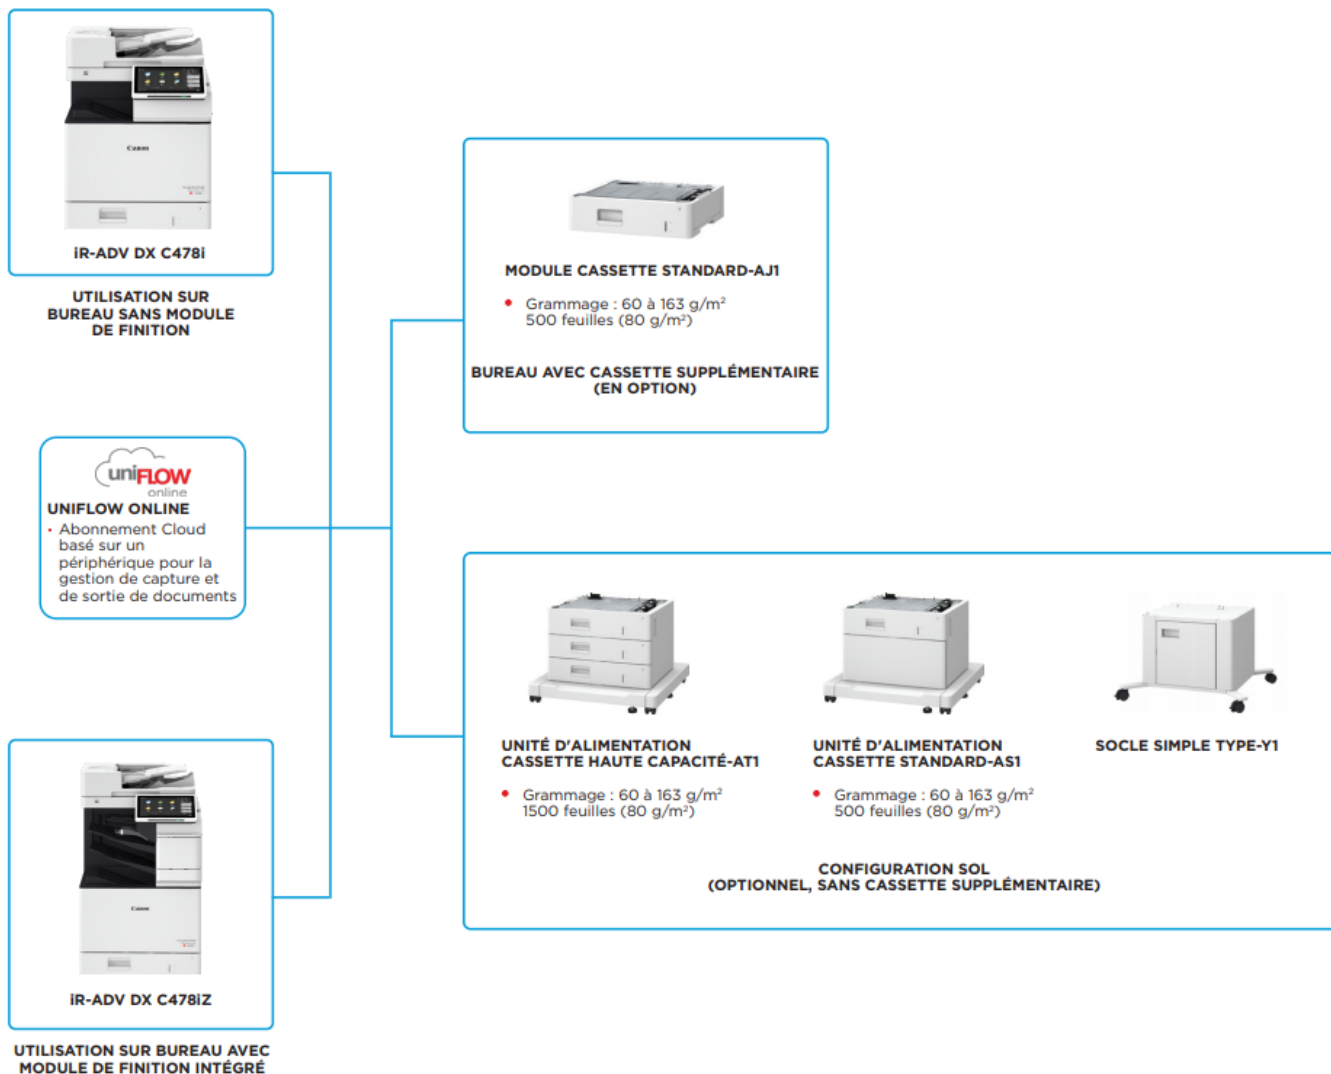 Canon
iR-ADV DX C478i
UTILISATION SUR
BUREAU SANS MODULE
DE FINITION
MODULE CASSETTE STANDARD-AJ1
• Grammage : 60 à 163 g/m²
500 feuilles (80 g/m²)
BUREAU AVEC CASSETTE SUPPLÉMENTAIRE
(EN OPTION)
uniFLOW
online
UNIFLOW ONLINE
• Abonnement Cloud
basé sur un
périphérique pour la
gestion de capture et
de sortie de documents
UNITÉ D'ALIMENTATION
CASSETTE HAUTE CAPACITÉ-AT1
• Grammage : 60 à 163 g/m²
1500 feuilles (80 g/m²)
UNITÉ D'ALIMENTATION
CASSETTE STANDARD-AS1
• Grammage : 60 à 163 g/m²
500 feuilles (80 g/m²)
SOCLE SIMPLE TYPE-Y1
CONFIGURATION SOL
(OPTIONNEL, SANS CASSETTE SUPPLÉMENTAIRE)
Canon
iR-ADV DX C478iZ
UTILISATION SUR BUREAU AVEC
MODULE DE FINITION INTÉGRÉ